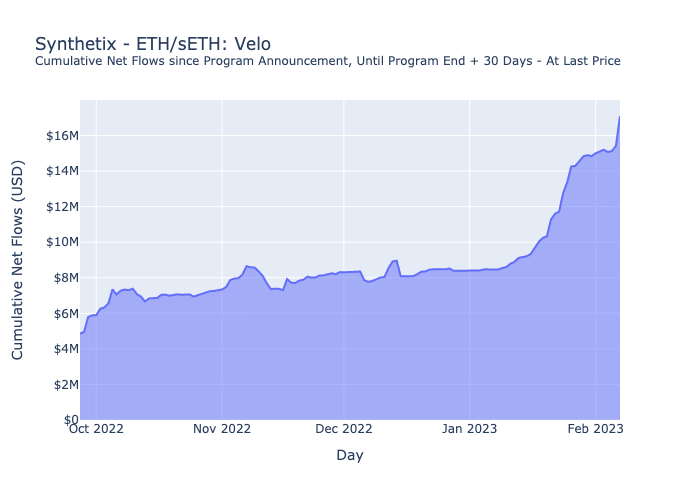 Synthetix - ETH/sETH: Velo
Cumulative Net Flows since Program Announcement, Until Program End + 30 Days - At Last Price
Cumulative Net Flows (USD)
$16M
$14M
$12M
$10M
$8M
$6M
$4M
$2M
$0
Oct 2022 Nov 2022 Dec 2022 Jan 2023 Feb 2023
Day